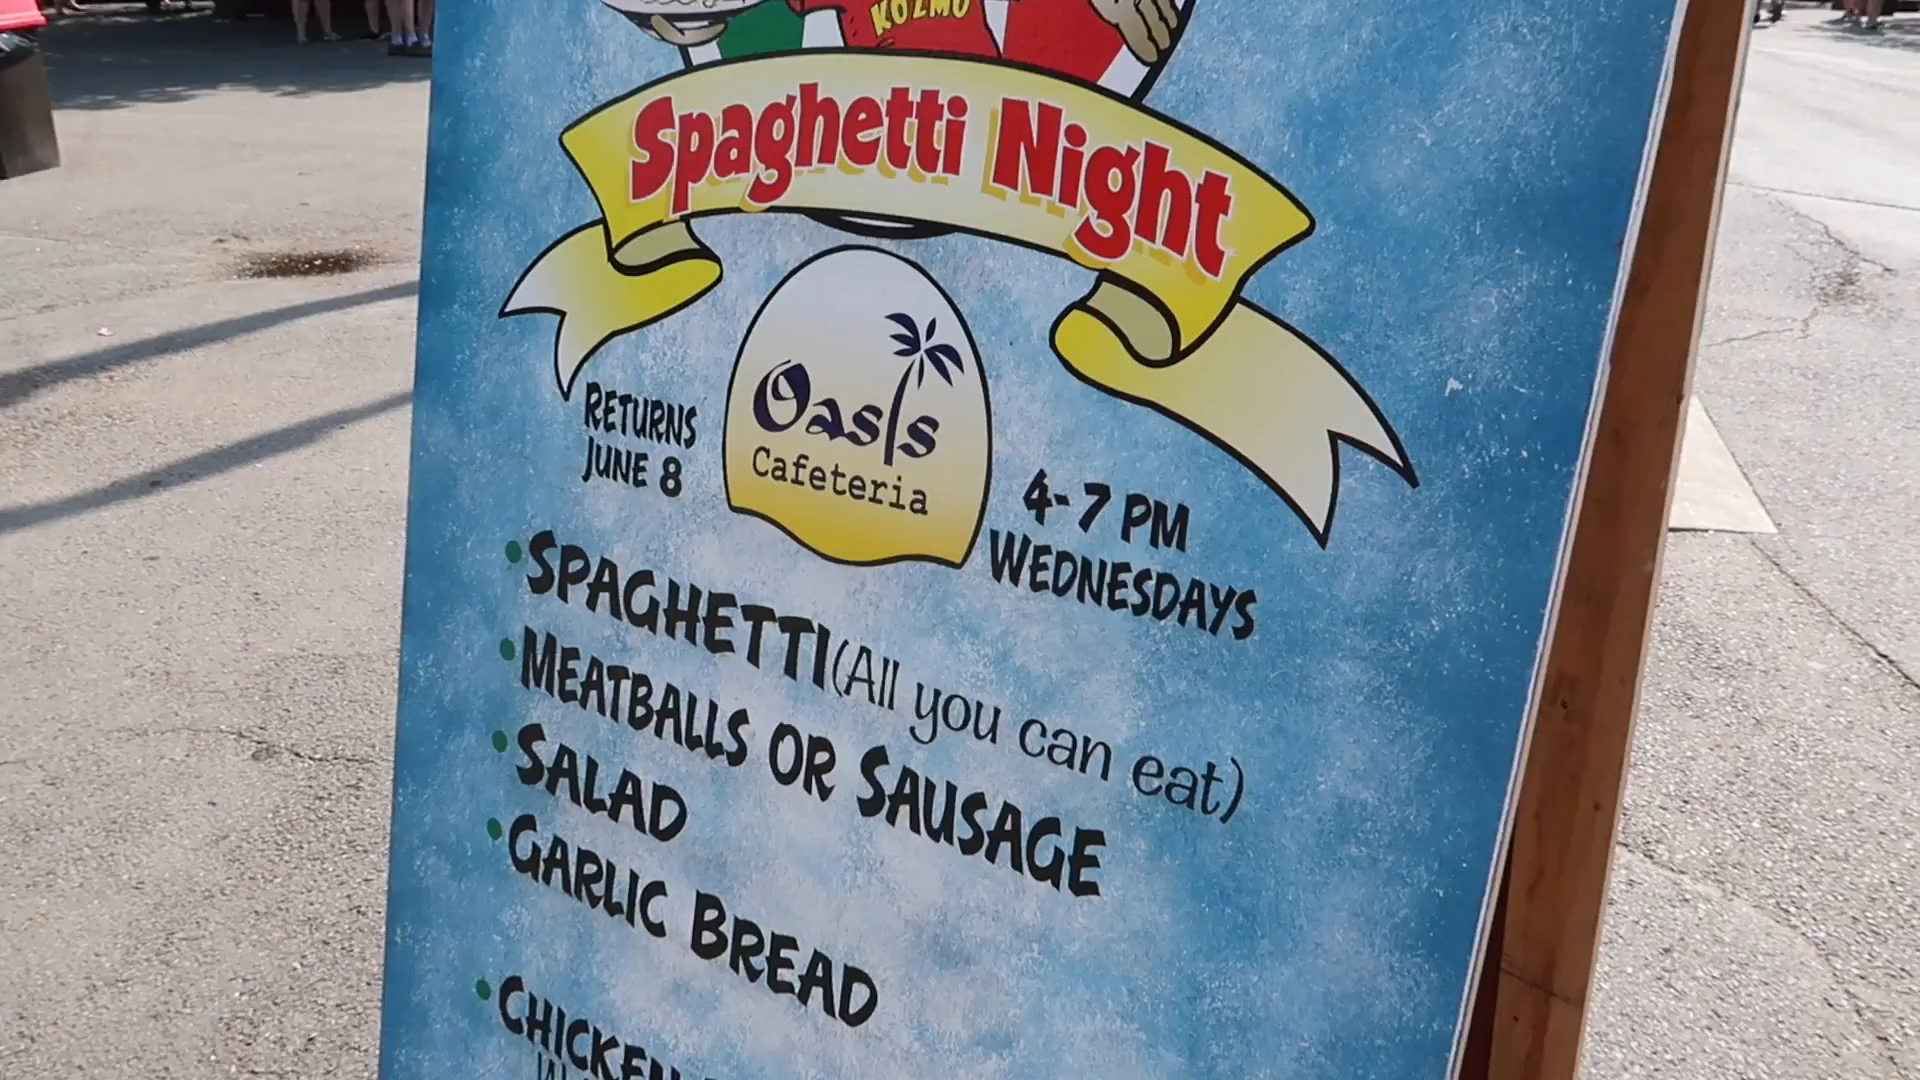 KOZMO
Spaghetti Night
RETURNS
JUNE 8
Oasis
Cafeteria
4-7 PM
WEDNESDAYS
•SPAGHETTI (All you can eat)
•MEATBALLS OR SAUSAGE
•SALAD
•GARLIC BREAD
•CHICKEN